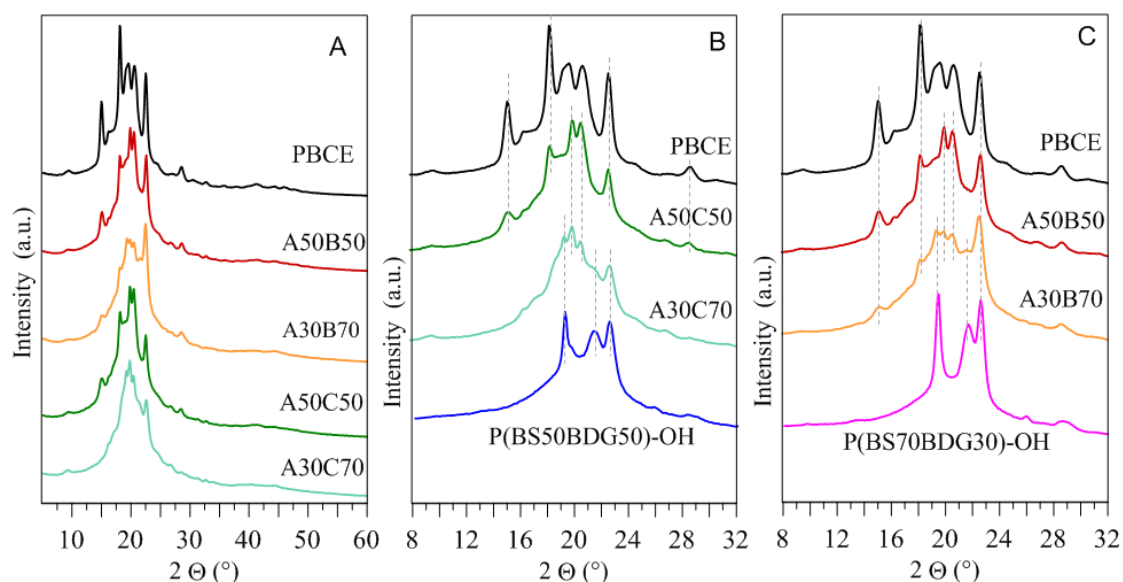 A
PBCE
A50B50
A30B70
A50C50
A30C70
Intensity (a.u.)
10 20 30 40 50 60
2 Θ (°)
B
PBCE
A50C50
A30C70
P(BS50BDG50)-OH
Intensity (a.u.)
8 12 16 20 24 28 32
2 Θ (°)
C
PBCE
A50B50
A30B70
P(BS70BDG30)-OH
Intensity (a.u.)
8 12 16 20 24 28 32
2 Θ (°)